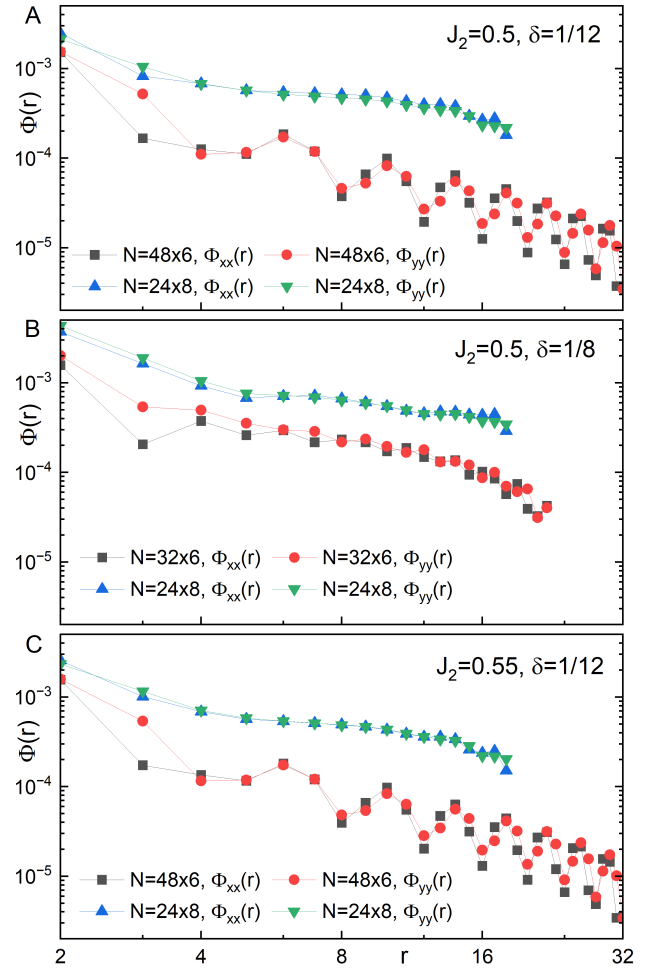 A
J₂=0.5, δ=1/12
10⁻³
10⁻⁴
10⁻⁵
Φ(r)
N=48x6, Φxx(r)
N=48x6, Φyy(r)
N=24x8, Φxx(r)
N=24x8, Φyy(r)
B
J₂=0.5, δ=1/8
10⁻³
10⁻⁴
10⁻⁵
Φ(r)
N=32x6, Φxx(r)
N=32x6, Φyy(r)
N=24x8, Φxx(r)
N=24x8, Φyy(r)
C
J₂=0.55, δ=1/12
10⁻³
10⁻⁴
10⁻⁵
Φ(r)
N=48x6, Φxx(r)
N=48x6, Φyy(r)
N=24x8, Φxx(r)
N=24x8, Φyy(r)
2 4 8 r 16 32